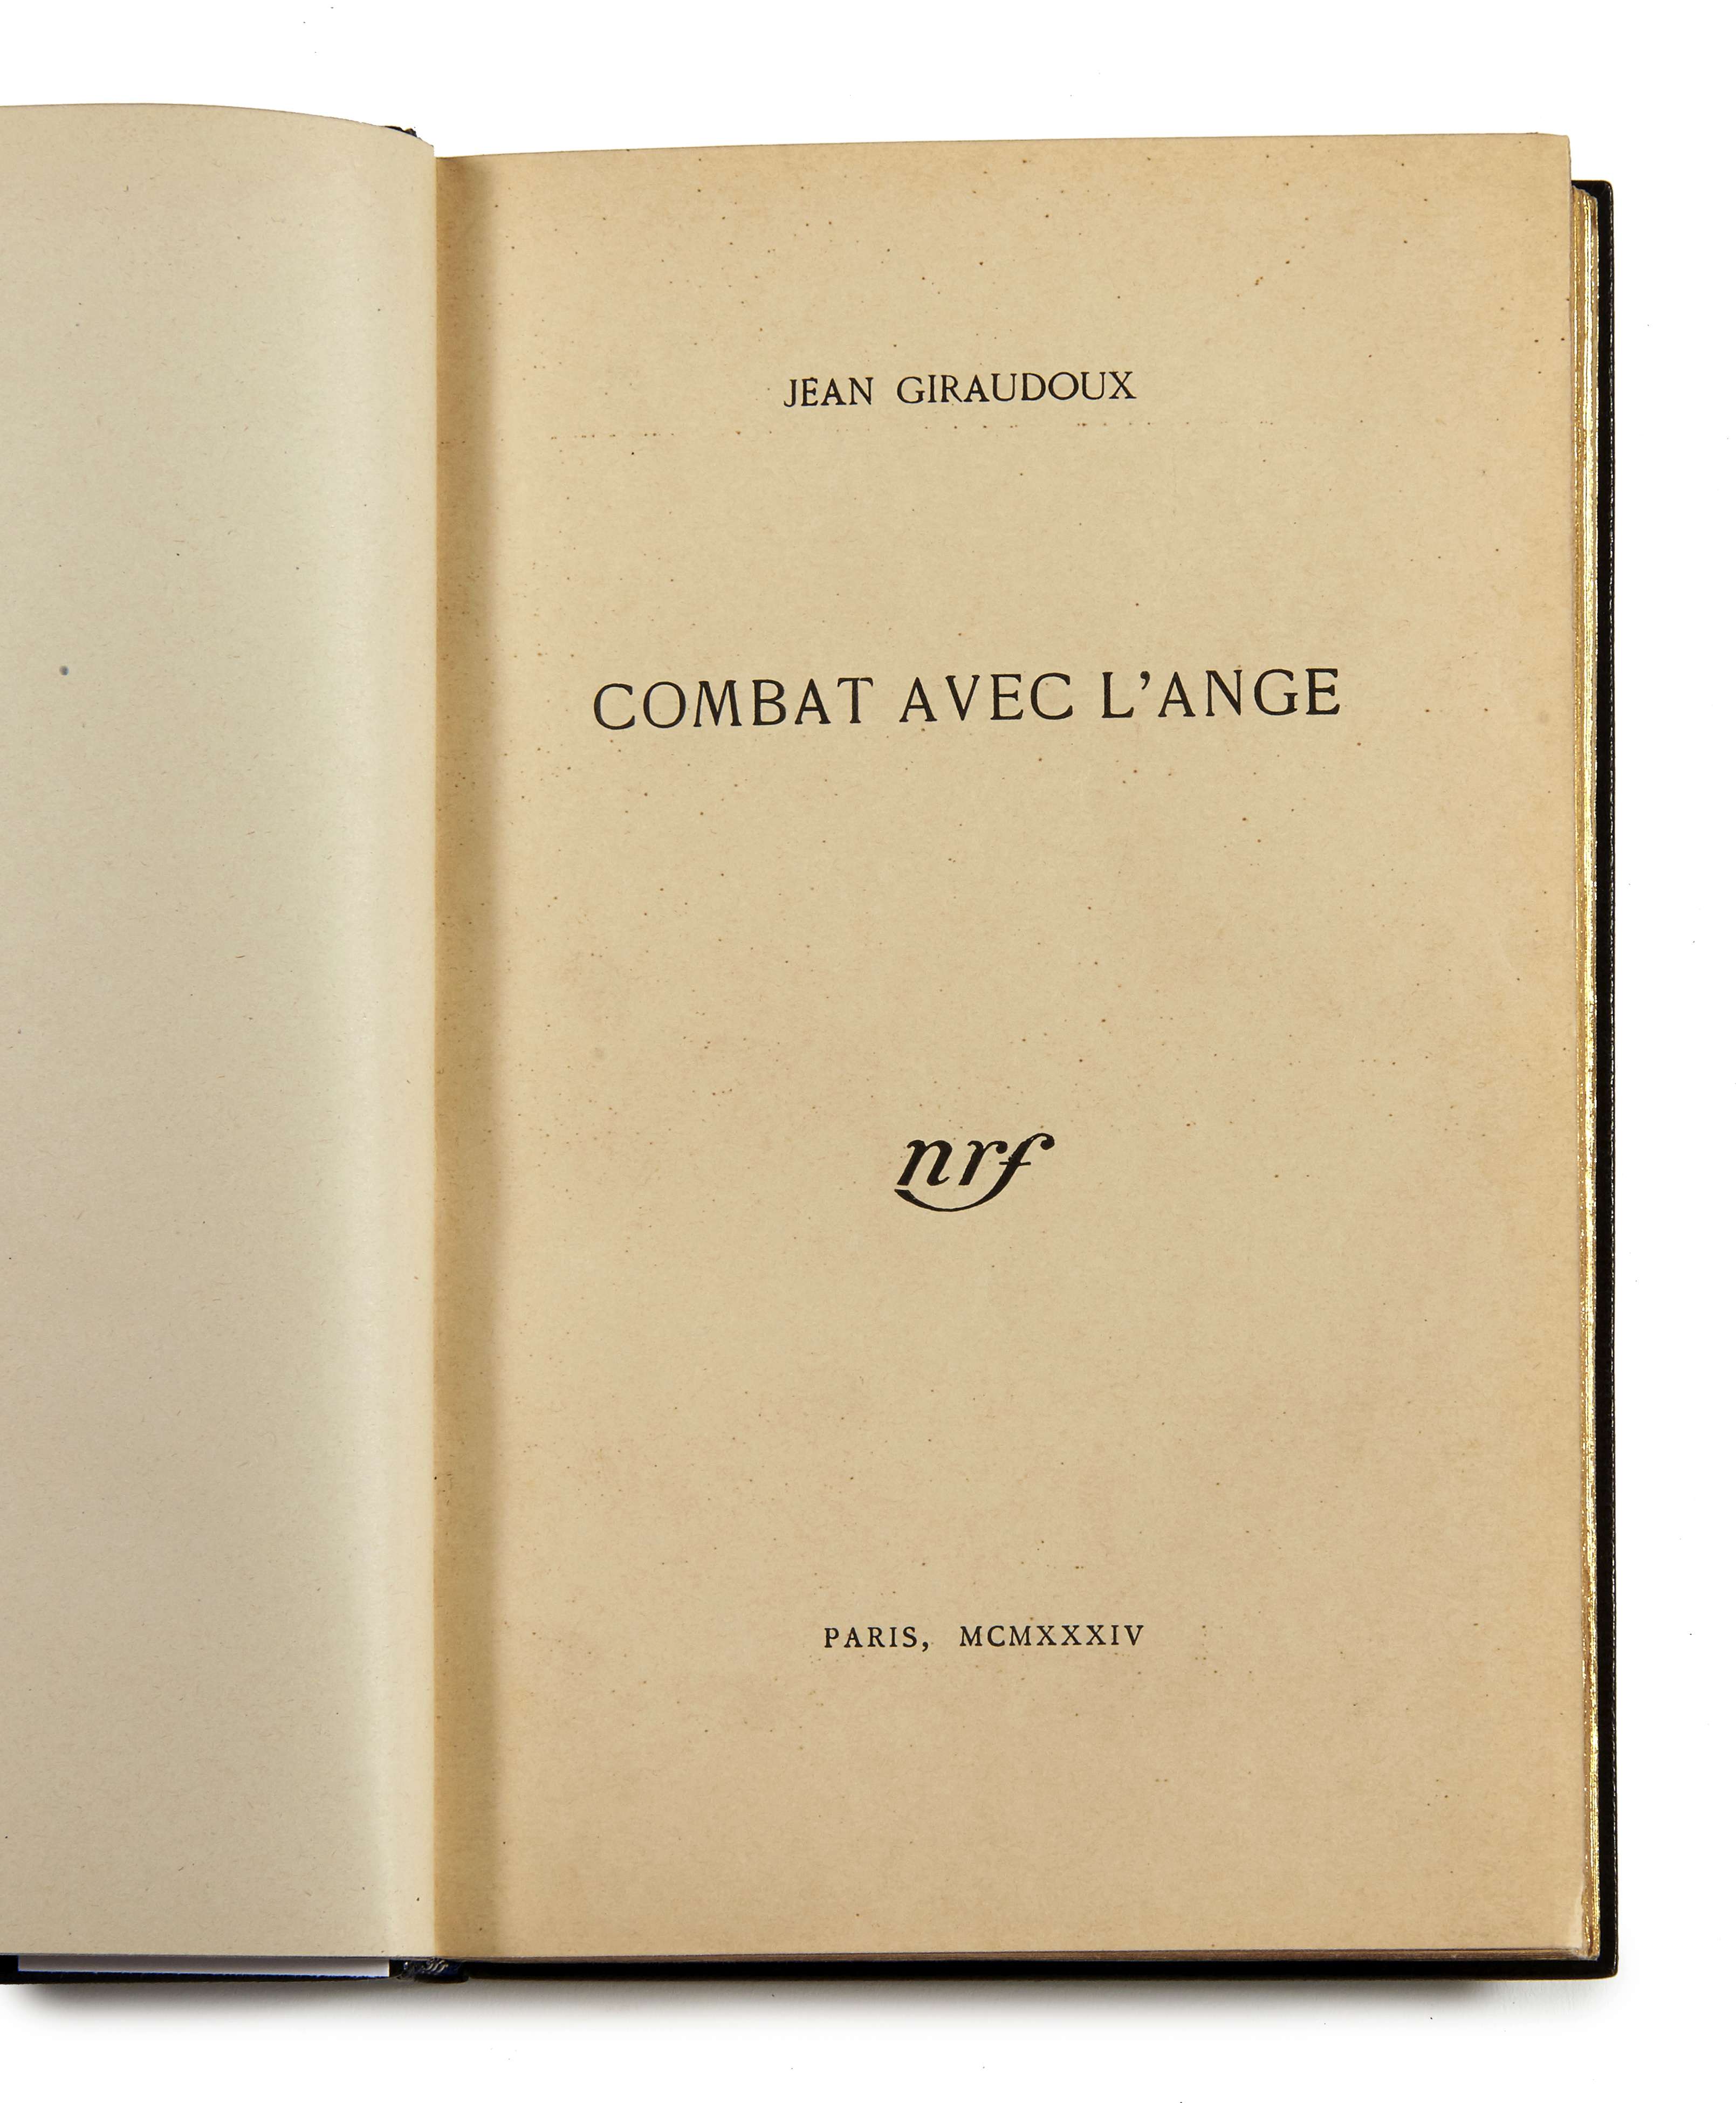 JEAN GIRAUDOUX
COMBAT AVEC L'ANGE
nrf
PARIS, MCMXXXIV